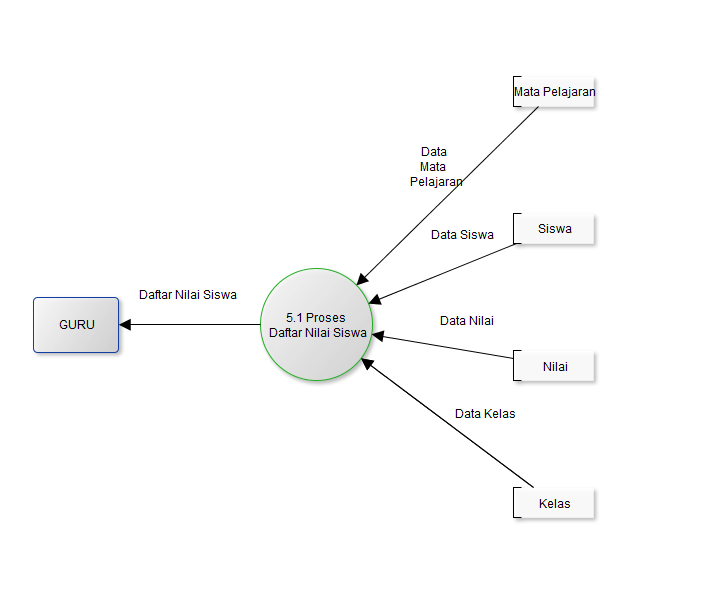 Mata Pelajaran
Data
Mata
Pelajaran
Data Siswa
Siswa
Daftar Nilai Siswa
GURU
5.1 Proses
Daftar Nilai Siswa
Data Nilai
Nilai
Data Kelas
Kelas